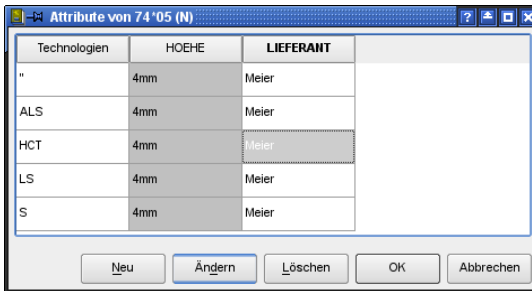 Attribute von 74*05 (N)
Technologien HOEHE LIEFERANT
'' 4mm Meier
ALS 4mm Meier
HCT 4mm Meier
LS 4mm Meier
S 4mm Meier
Neu Ändern Löschen OK Abbrechen